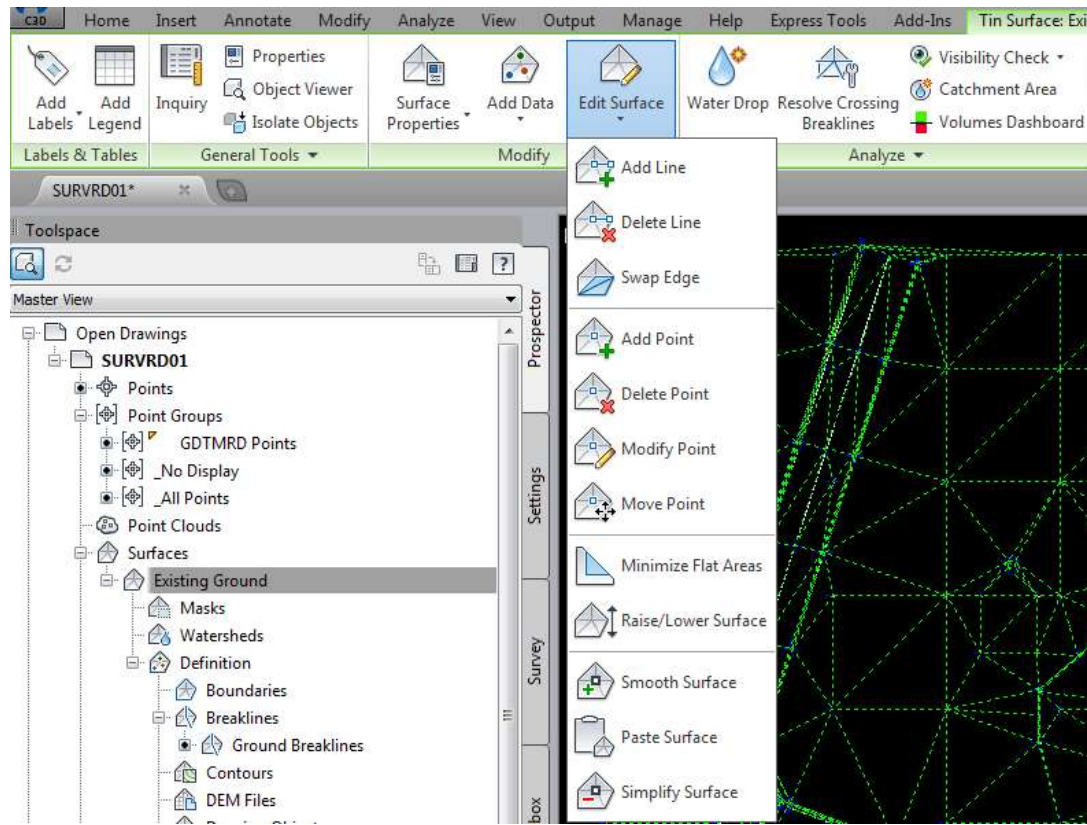 C3D Home Insert Annotate Modify Analyze View Output Manage Help Express Tools Add-Ins Tin Surface: Exi
Add Labels
Add Legend
Inquiry
Properties
Object Viewer
Isolate Objects
Surface Properties
Add Data
Edit Surface
Water Drop
Resolve Crossing Breaklines
Visibility Check
Catchment Area
Volumes Dashboard
Labels & Tables
General Tools
Modify
Analyze
SURVRD01*
Toolspace
Master View
Open Drawings
SURVRD01
Points
Point Groups
GDTMRD Points
_No Display
_All Points
Point Clouds
Surfaces
Existing Ground
Masks
Watersheds
Definition
Boundaries
Breaklines
Ground Breaklines
Contours
DEM Files
Prospector
Settings
Survey
Add Line
Delete Line
Swap Edge
Add Point
Delete Point
Modify Point
Move Point
Minimize Flat Areas
Raise/Lower Surface
Smooth Surface
Paste Surface
Simplify Surface